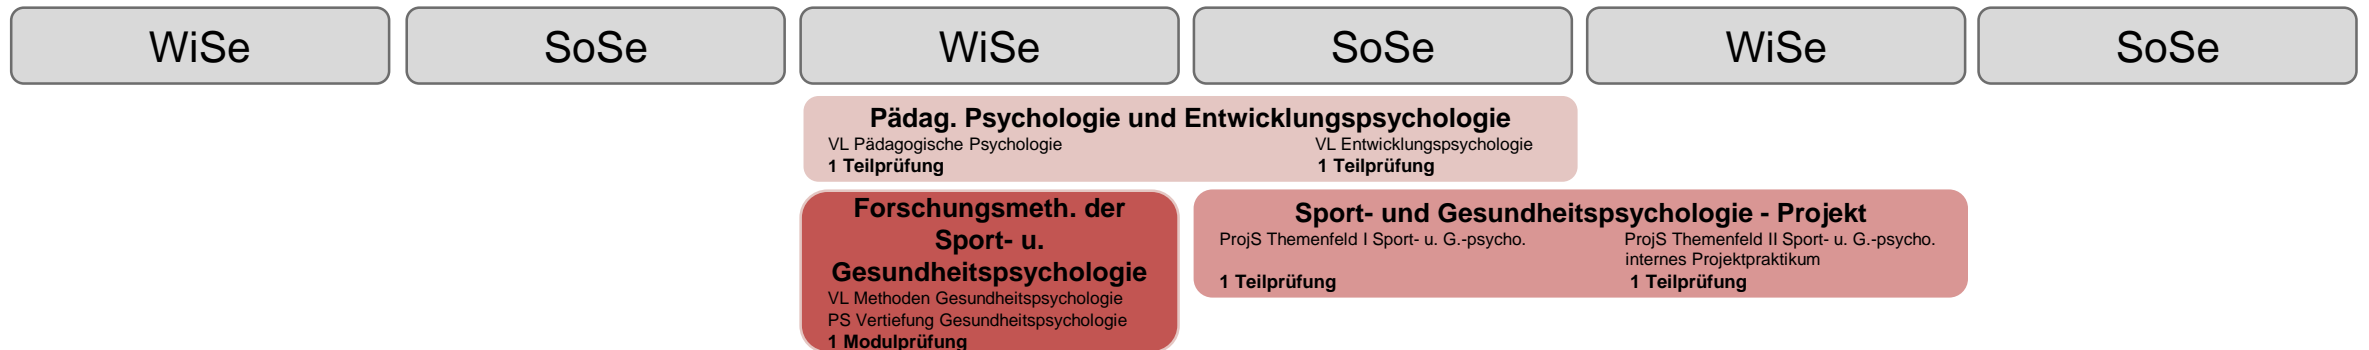 WiSe
SoSe
WiSe
SoSe
WiSe
SoSe
Pädag. Psychologie und Entwicklungspsychologie
VL Pädagogische Psychologie
1 Teilprüfung
VL Entwicklungspsychologie
1 Teilprüfung
Forschungsmeth. der
Sport- u.
Gesundheitspsychologie
VL Methoden Gesundheitspsychologie
PS Vertiefung Gesundheitspsychologie
1 Modulprüfung
Sport- und Gesundheitspsychologie - Projekt
ProjS Themenfeld I Sport- u. G.-psycho.
1 Teilprüfung
ProjS Themenfeld II Sport- u. G.-psycho.
internes Projektpraktikum
1 Teilprüfung